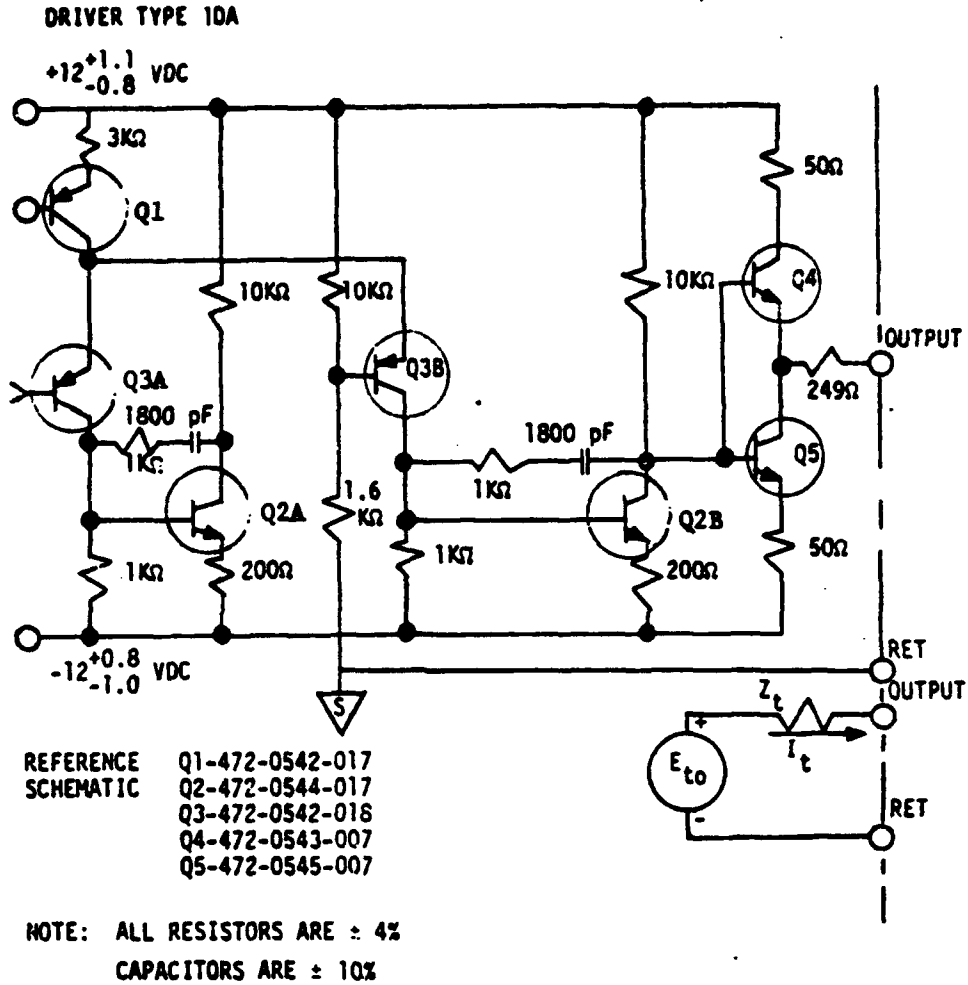 DRIVER TYPE 1DA
+12 +1.1 -0.8 VDC
3KΩ
50Ω
Q1
10KΩ
10KΩ
10KΩ
Q4
OUTPUT
Q3A
Q3B
249Ω
1800 pF
1800 pF
1KΩ
1KΩ
Q5
Q2A
1.6 KΩ
Q2B
1KΩ
200Ω
1KΩ
200Ω
50Ω
-12 +0.8 -1.0 VDC
RET
S
Zt
OUTPUT
+
It
Eto
-
RET
REFERENCE SCHEMATIC
Q1-472-0542-017
Q2-472-0544-017
Q3-472-0542-018
Q4-472-0543-007
Q5-472-0545-007
NOTE: ALL RESISTORS ARE ± 4%
CAPACITORS ARE ± 10%